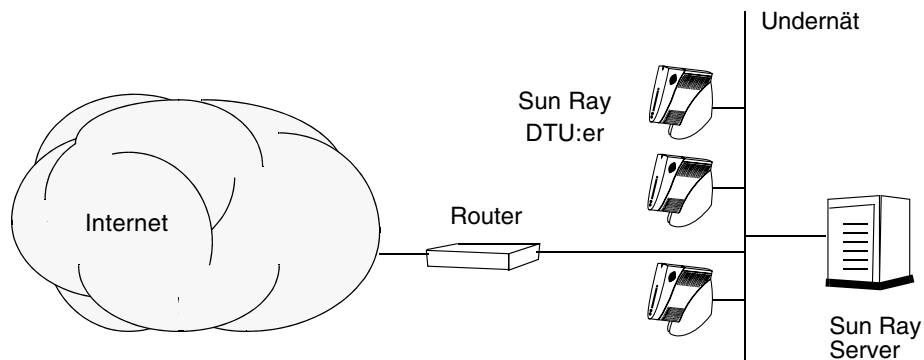 Undernät
Sun Ray
DTU:er
Internet
Router
Sun Ray
Server